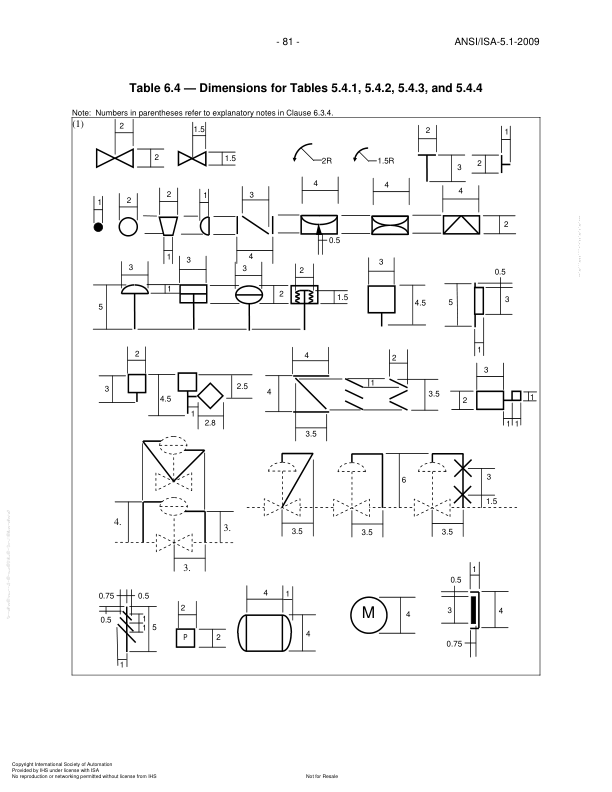 - 81 - ANSI/ISA-5.1-2009
Table 6.4 — Dimensions for Tables 5.4.1, 5.4.2, 5.4.3, and 5.4.4
Note: Numbers in parentheses refer to explanatory notes in Clause 6.3.4.
(1)
2 1.5 2 1
2 1.5 2R 1.5R 3 2
1 2 2 1 3 4 4 4
2
0.5
1 4
3 3 3 2 3 0.5
5 1 2 1.5 4.5 5 3
1
2 4 2 3
3 4.5 2.5 4 1 3.5 2 1
1 2.8 3.5 1 1
6 3
1.5
4. 3. 3.5 3.5 3.5
3.
0.75 0.5 2 4 1 1
0.5
0.5 1 1 5 P 2 4 M 4 3 4
1 0.75
Copyright International Society of Automation
Provided by IHS under license with ISA
No reproduction or networking permitted without license from IHS Not for Resale